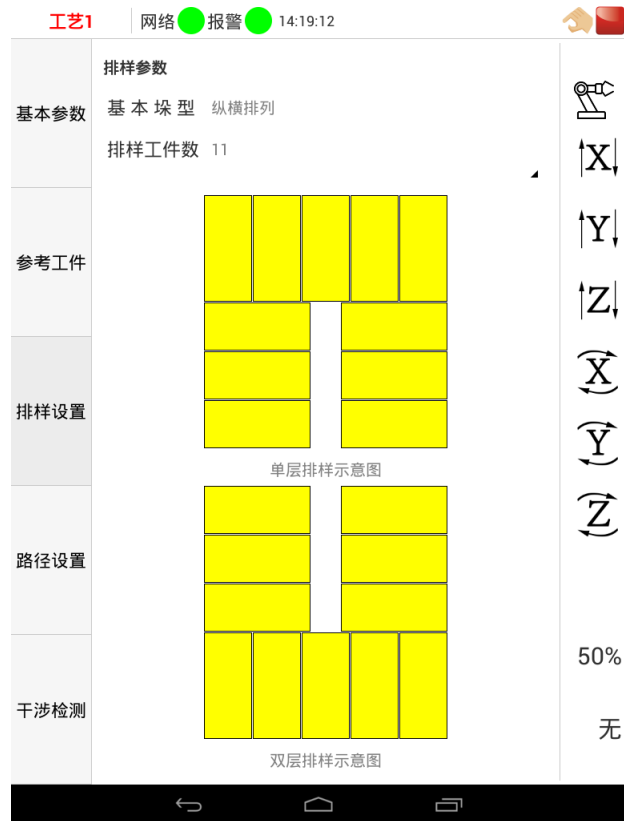 工艺1 网络 报警 14:19:12
排样参数
基本参数
基 本 垛 型 纵横排列
排样工件数 11
X
Y
参考工件
Z
X
排样设置
Y
单层排样示意图
Z
路径设置
50%
干涉检测
无
双层排样示意图